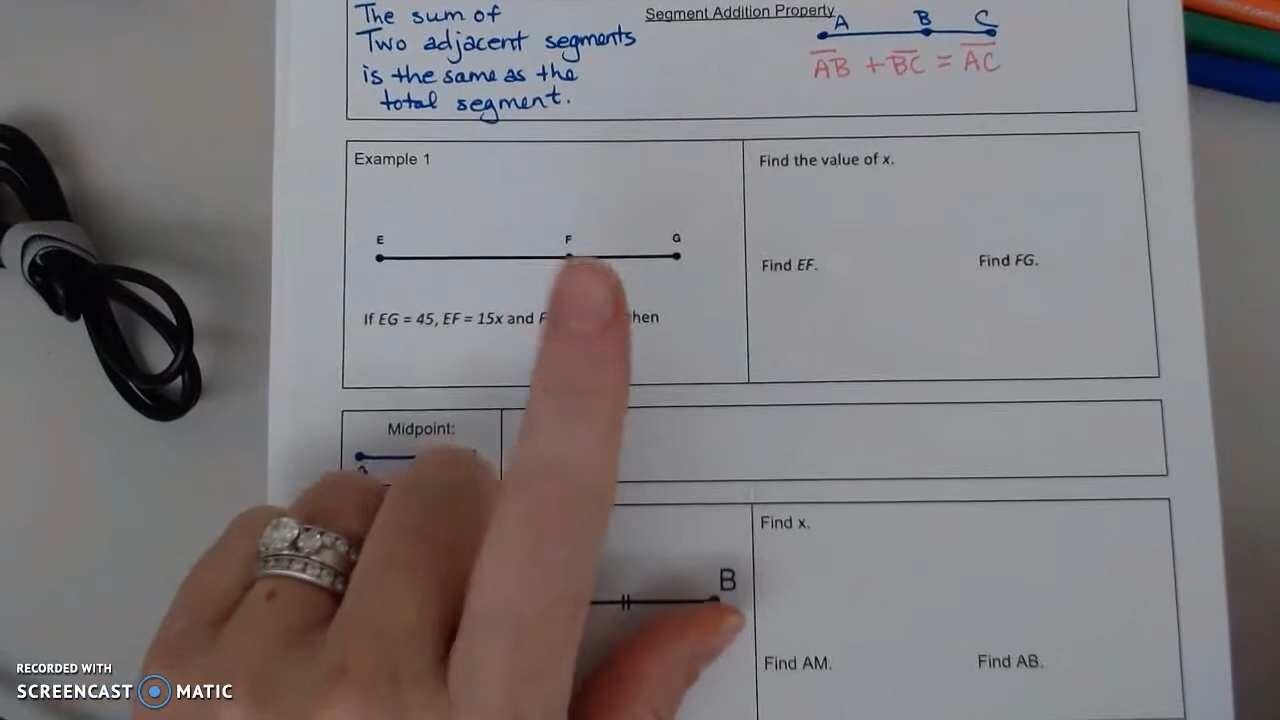 The sum of
Two adjacent segments
is the same as the
total segment.
Segment Addition Property
A B C
AB + BC = AC
Example 1
E F G
If EG = 45, EF = 15x and F hen
Find the value of x.
Find EF. Find FG.
Midpoint:
B
Find x.
Find AM. Find AB.
RECORDED WITH
SCREENCAST MATIC